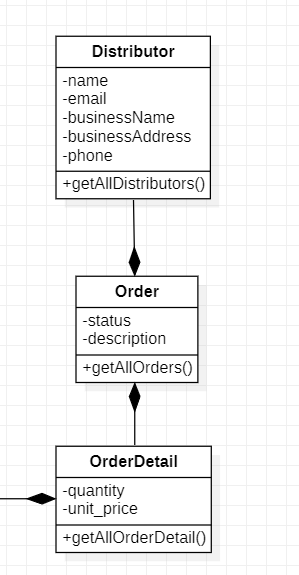 Distributor
-name
-email
-businessName
-businessAddress
-phone
+getAllDistributors()
Order
-status
-description
+getAllOrders()
OrderDetail
-quantity
-unit_price
+getAllOrderDetail()